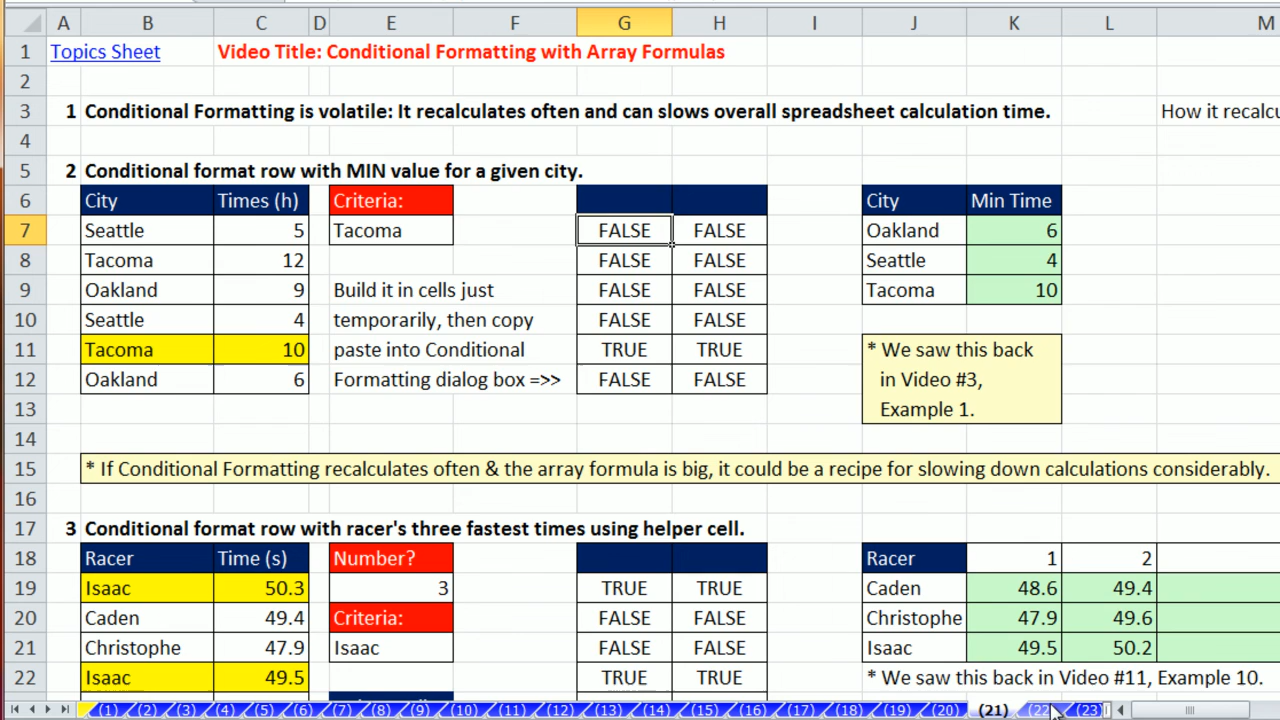 A B C D E F G H I J K L M
1 Topics Sheet Video Title: Conditional Formatting with Array Formulas
2
3 1 Conditional Formatting is volatile: It recalculates often and can slows overall spreadsheet calculation time. How it recalcu
4
5 2 Conditional format row with MIN value for a given city.
6 City Times (h) Criteria: City Min Time
7 Seattle 5 Tacoma FALSE FALSE Oakland 6
8 Tacoma 12 FALSE FALSE Seattle 4
9 Oakland 9 Build it in cells just FALSE FALSE Tacoma 10
10 Seattle 4 temporarily, then copy FALSE FALSE
11 Tacoma 10 paste into Conditional TRUE TRUE * We saw this back
12 Oakland 6 Formatting dialog box =>> FALSE FALSE in Video #3,
13 Example 1.
14
15 * If Conditional Formatting recalculates often & the array formula is big, it could be a recipe for slowing down calculations considerably.
16
17 3 Conditional format row with racer's three fastest times using helper cell.
18 Racer Time (s) Number? Racer 1 2
19 Isaac 50.3 3 TRUE TRUE Caden 48.6 49.4
20 Caden 49.4 Criteria: FALSE FALSE Christophe 47.9 49.6
21 Christophe 47.9 Isaac FALSE FALSE Isaac 49.5 50.2
22 Isaac 49.5 TRUE TRUE * We saw this back in Video #11, Example 10.
(1) (2) (3) (4) (5) (6) (7) (8) (9) (10) (11) (12) (13) (14) (15) (16) (17) (18) (19) (20) (21) (22) (23)